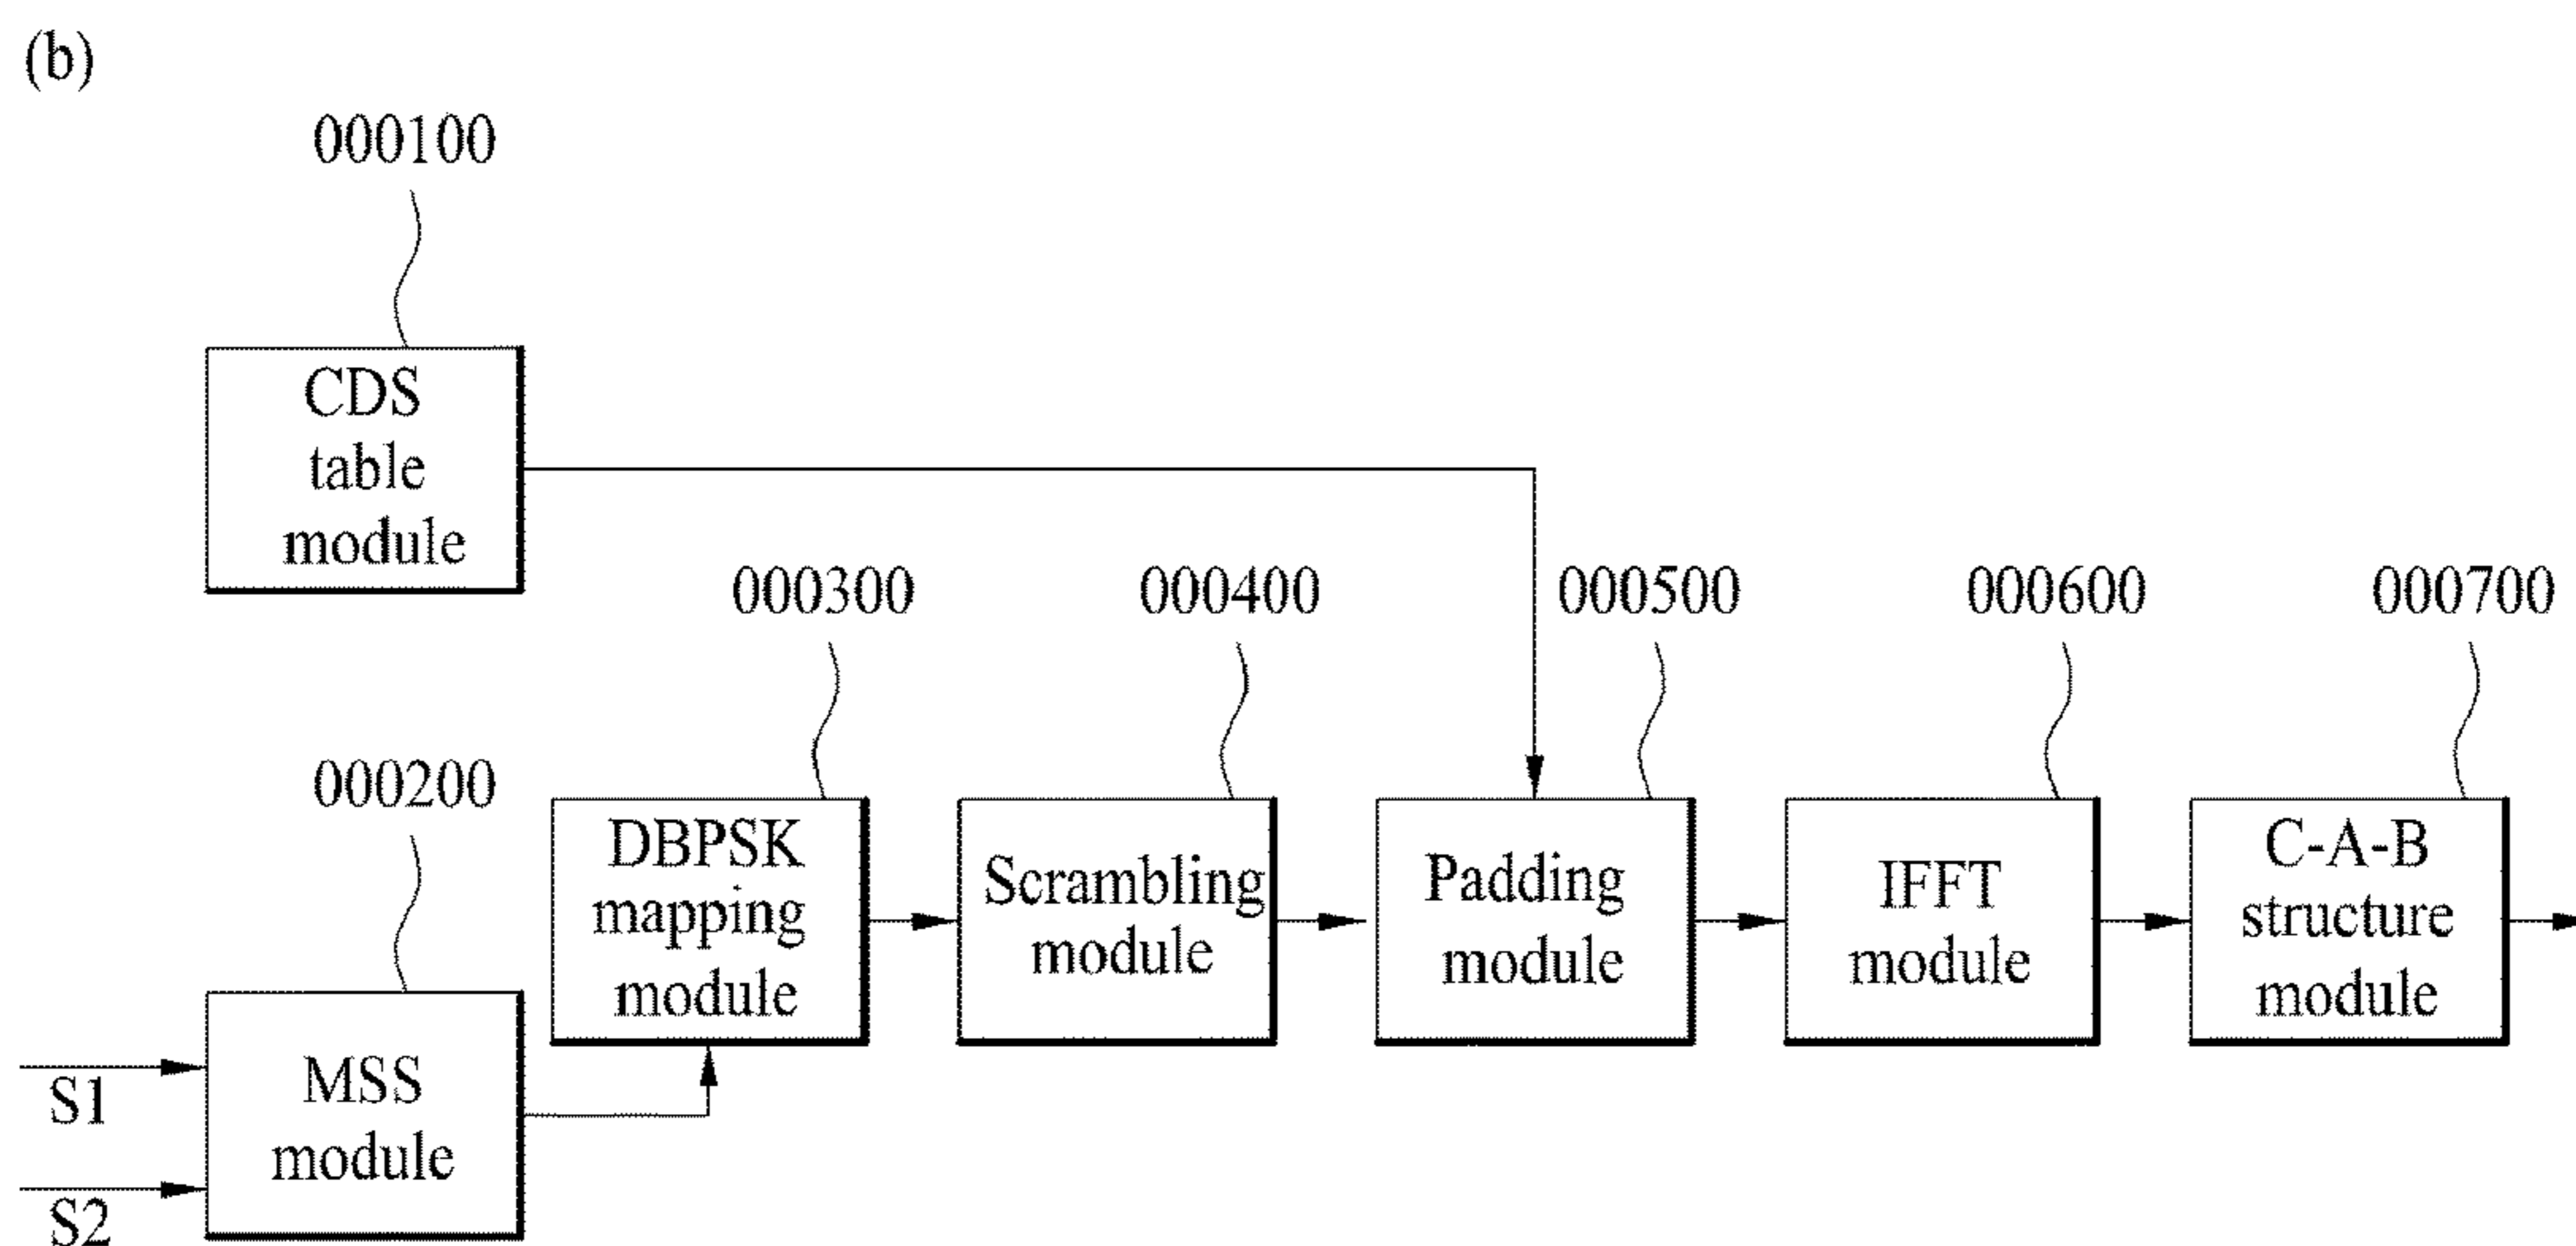 (b)
000100
CDS
table
module
000300
000400
000500
000600
000700
000200
DBPSK
mapping
module
Scrambling
module
Padding
module
IFFT
module
C-A-B
structure
module
S1
MSS
module
S2